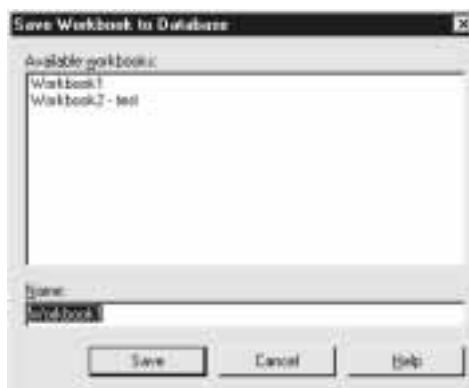 Save Workbook to Database
Available workbooks:
Workbook1
Workbook2 - test
Name:
Workbook1
Save
Cancel
Help